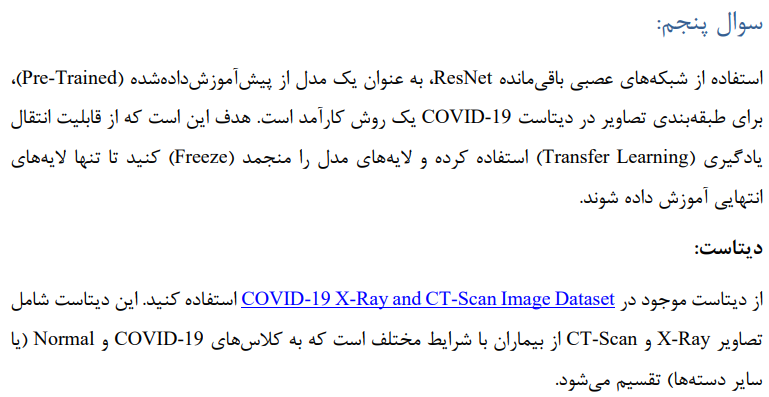 سوال پنجم:
استفاده از شبکه‌های عصبی باقی‌مانده ResNet، به عنوان یک مدل از پیش‌آموزش‌داده‌شده (Pre-Trained)،
برای طبقه‌بندی تصاویر در دیتاست COVID-19 یک روش کارآمد است. هدف این است که از قابلیت انتقال
یادگیری (Transfer Learning) استفاده کرده و لایه‌های مدل را منجمد (Freeze) کنید تا تنها لایه‌های
انتهایی آموزش داده شوند.
دیتاست:
از دیتاست موجود در COVID-19 X-Ray and CT-Scan Image Dataset استفاده کنید. این دیتاست شامل
تصاویر X-Ray و CT-Scan از بیماران با شرایط مختلف است که به کلاس‌های COVID-19 و Normal (یا
سایر دسته‌ها) تقسیم می‌شود.